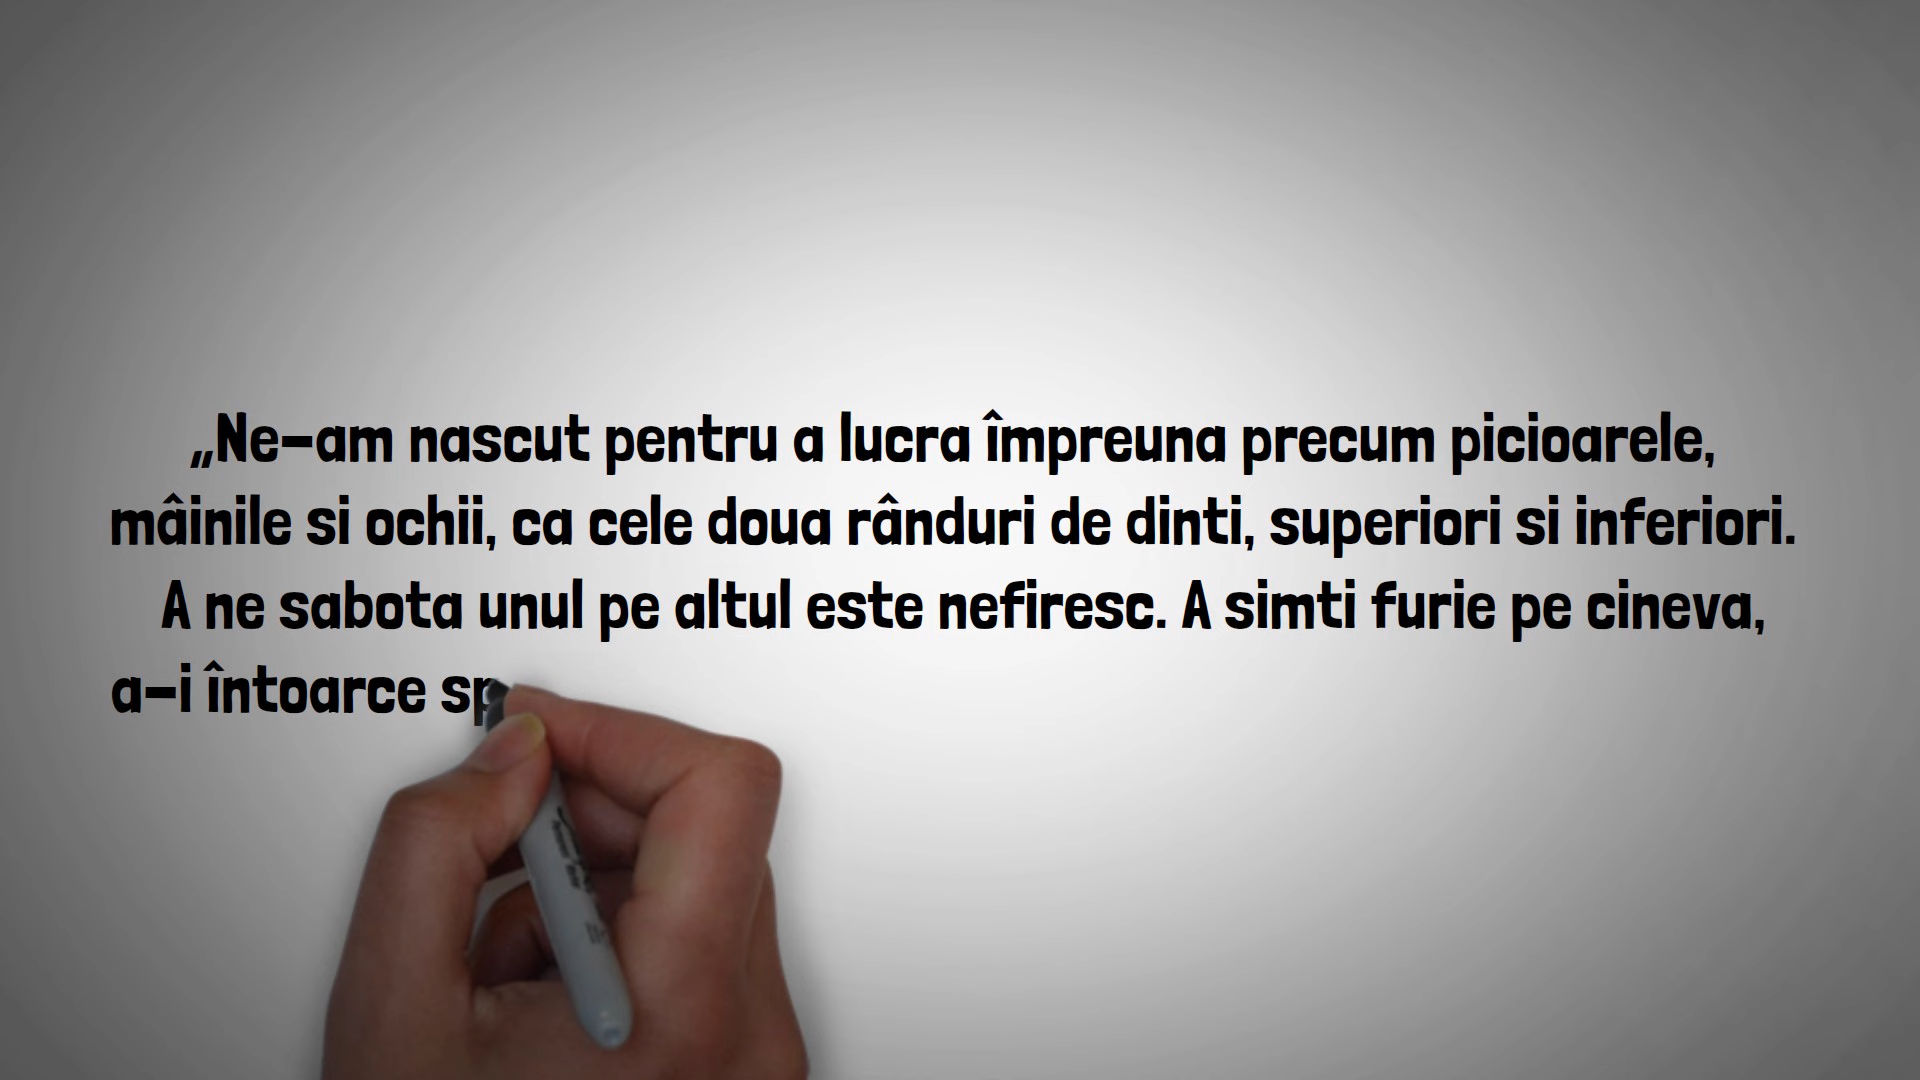 „Ne-am nascut pentru a lucra împreuna precum picioarele,
mâinile si ochii, ca cele doua rânduri de dinti, superiori si inferiori.
A ne sabota unul pe altul este nefiresc. A simti furie pe cineva,
a-i întoarce sp